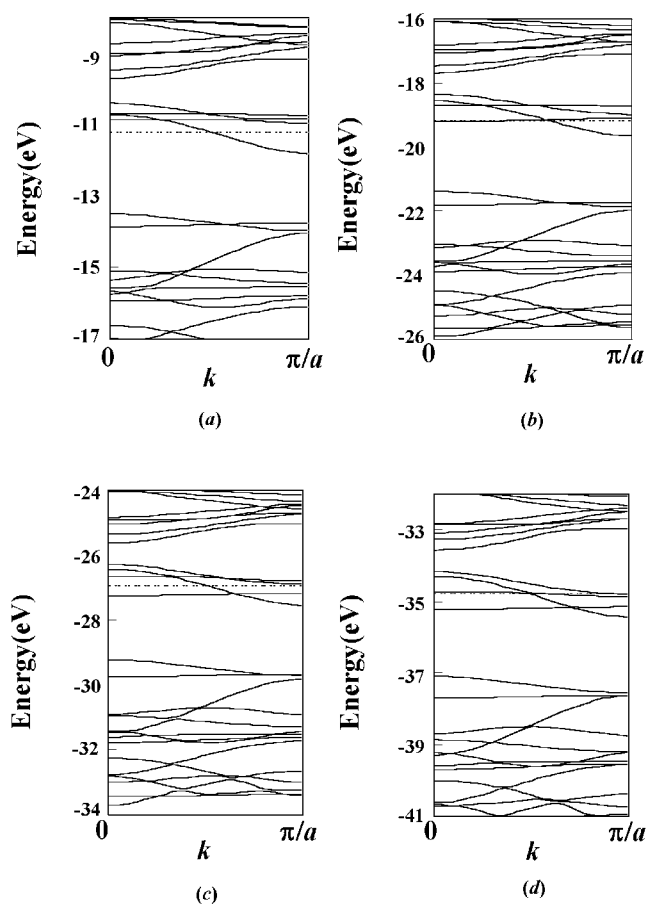 -9
-11
-13
-15
-17
Energy(eV)
0
π/a
k
(a)
-16
-18
-20
-22
-24
-26
Energy(eV)
0
π/a
k
(b)
-24
-26
-28
-30
-32
-34
Energy(eV)
0
π/a
k
(c)
-33
-35
-37
-39
-41
Energy(eV)
0
π/a
k
(d)